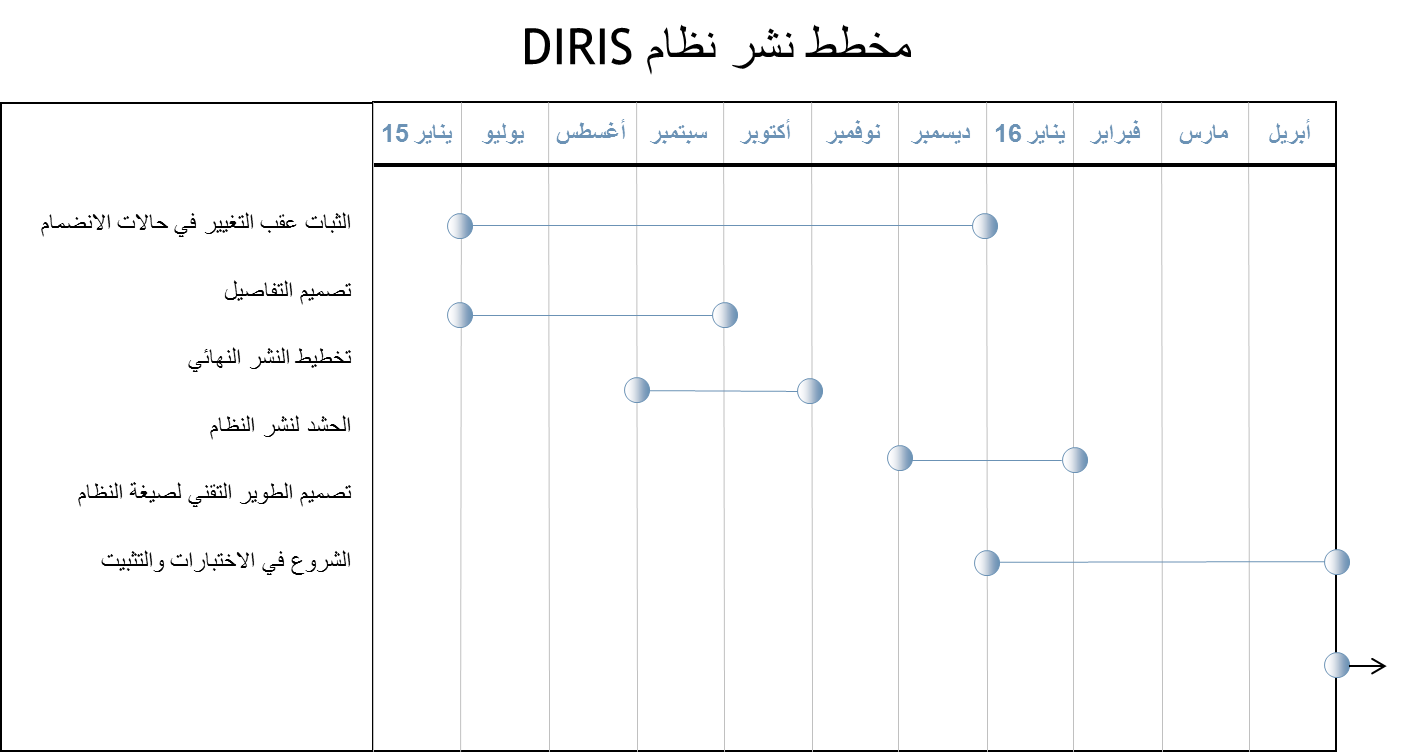 مخطط نشر نظام DIRIS
يناير 15 يوليو أغسطس سبتمبر أكتوبر نوفمبر ديسمبر يناير 16 فبراير مارس أبريل
الثبات عقب التغيير في حالات الانضمام
تصميم التفاصيل
تخطيط النشر النهائي
الحشد لنشر النظام
تصميم الطوير التقني لصيغة النظام
الشروع في الاختبارات والتثبيت